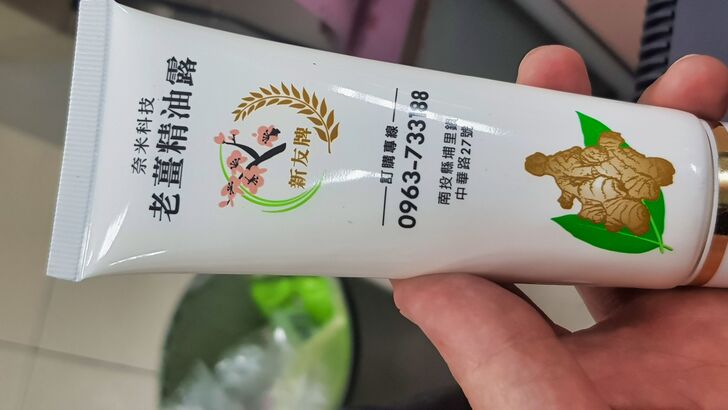 奈米科技
老薑精油露
新友牌
訂購專線
0963-733188
南投縣埔里鎮
中華路27號